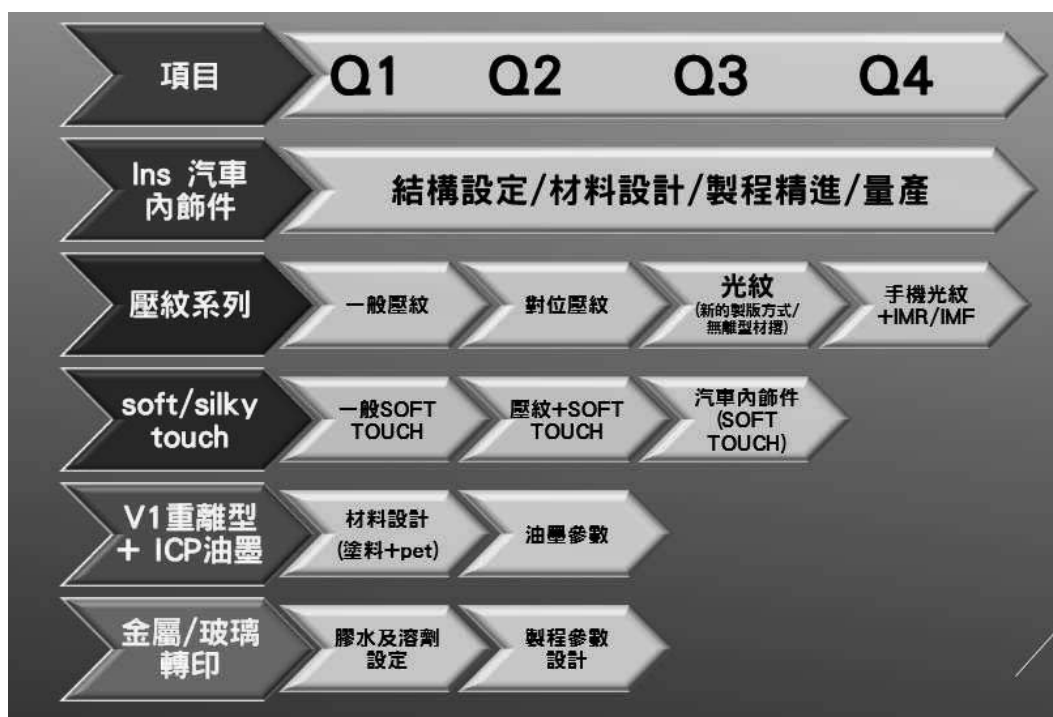 項目
Q1 Q2 Q3 Q4
Ins 汽車
內飾件
結構設定/材料設計/製程精進/量產
壓紋系列
一般壓紋
對位壓紋
光紋
(新的製版方式/
無離型材撂)
手機光紋
+IMR/IMF
soft/silky
touch
一般SOFT
TOUCH
壓紋+SOFT
TOUCH
汽車內飾件
(SOFT
TOUCH)
V1重離型
+ ICP油墨
材料設計
(塗料+pet)
油墨參數
金屬/玻璃
轉印
膠水及溶劑
設定
製程參數
設計